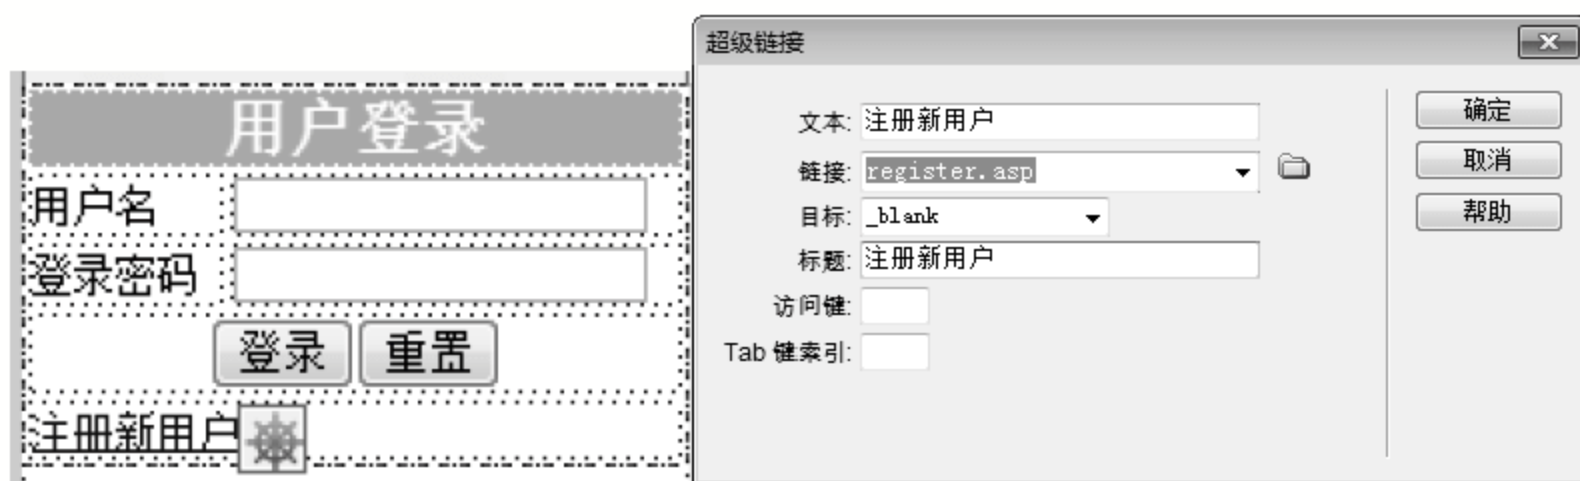 用户登录
用户名
登录密码
登录 重置
注册新用户
超级链接
文本: 注册新用户
链接: register.asp
目标: _blank
标题: 注册新用户
访问键:
Tab 键索引:
确定
取消
帮助